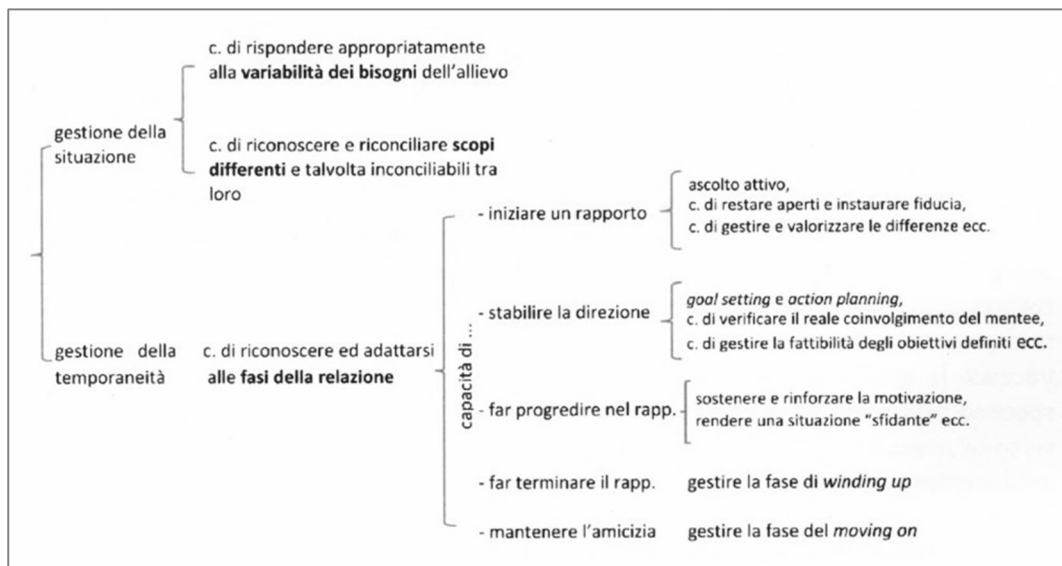 c. di rispondere appropriatamente
alla variabilità dei bisogni dell'allievo
gestione della
situazione
c. di riconoscere e riconciliare scopi
differenti e talvolta inconciliabili tra
loro
gestione della
temporaneità
c. di riconoscere ed adattarsi
alle fasi della relazione
capacità di ...
- iniziare un rapporto
ascolto attivo,
c. di restare aperti e instaurare fiducia,
c. di gestire e valorizzare le differenze ecc.
- stabilire la direzione
goal setting e action planning,
c. di verificare il reale coinvolgimento del mentee,
c. di gestire la fattibilità degli obiettivi definiti ecc.
- far progredire nel rapp.
sostenere e rinforzare la motivazione,
rendere una situazione "sfidante" ecc.
- far terminare il rapp.
gestire la fase di winding up
- mantenere l'amicizia
gestire la fase del moving on